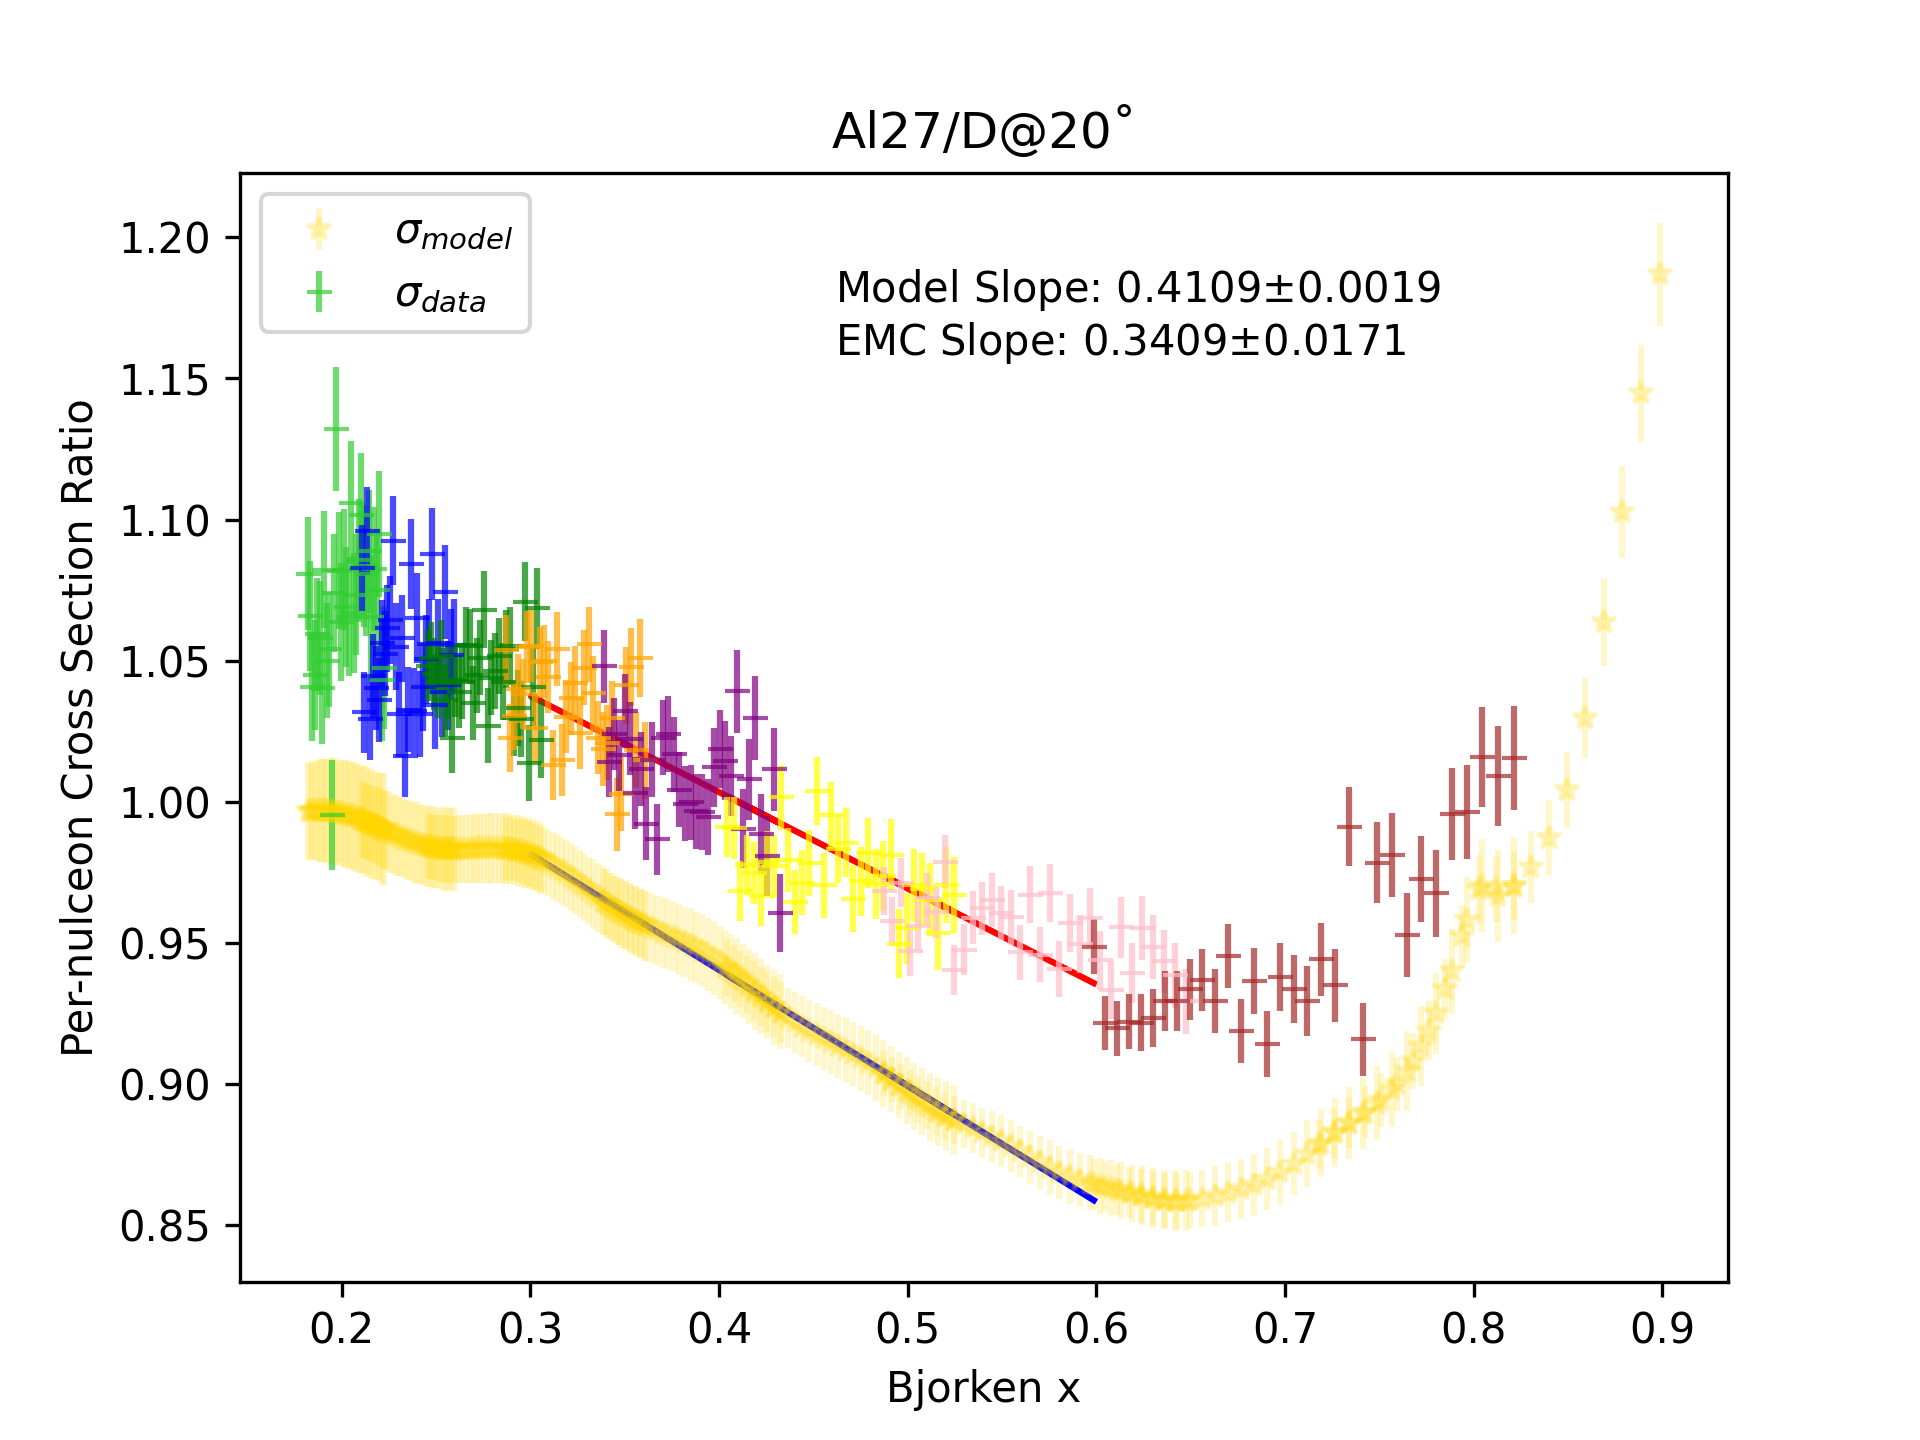 Al27/D@20˚
σmodel
σdata
Model Slope: 0.4109±0.0019
EMC Slope: 0.3409±0.0171
Per-nulceon Cross Section Ratio
1.20
1.15
1.10
1.05
1.00
0.95
0.90
0.85
0.2 0.3 0.4 0.5 0.6 0.7 0.8 0.9
Bjorken x